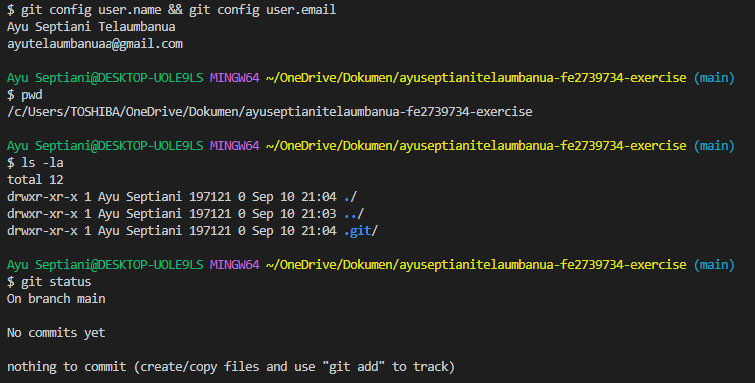 $ git config user.name && git config user.email
Ayu Septiani Telaumbanua
ayutelaumbanuaa@gmail.com
Ayu Septiani@DESKTOP-UOLE9LS MINGW64 ~/OneDrive/Dokumen/ayuseptianitelaumbanua-fe2739734-exercise (main)
$ pwd
/c/Users/TOSHIBA/OneDrive/Dokumen/ayuseptianitelaumbanua-fe2739734-exercise
Ayu Septiani@DESKTOP-UOLE9LS MINGW64 ~/OneDrive/Dokumen/ayuseptianitelaumbanua-fe2739734-exercise (main)
$ ls -la
total 12
drwxr-xr-x 1 Ayu Septiani 197121 0 Sep 10 21:04 ./
drwxr-xr-x 1 Ayu Septiani 197121 0 Sep 10 21:03 ../
drwxr-xr-x 1 Ayu Septiani 197121 0 Sep 10 21:04 .git/
Ayu Septiani@DESKTOP-UOLE9LS MINGW64 ~/OneDrive/Dokumen/ayuseptianitelaumbanua-fe2739734-exercise (main)
$ git status
On branch main
No commits yet
nothing to commit (create/copy files and use "git add" to track)